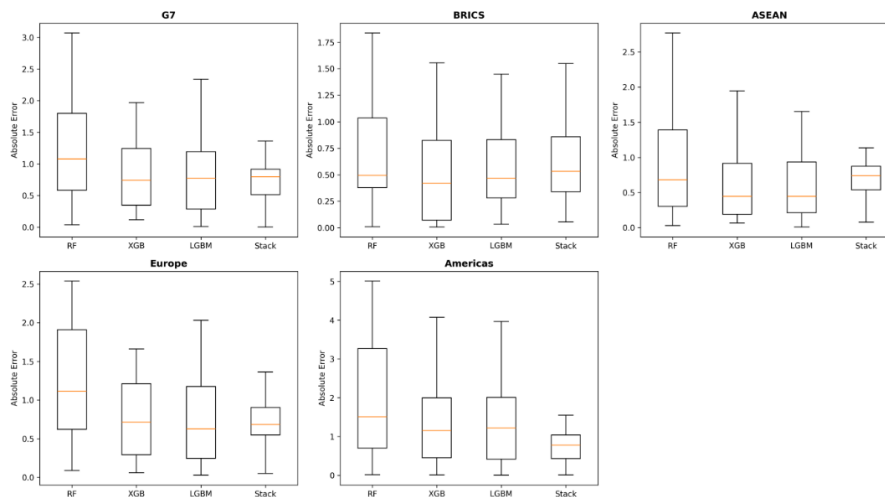 G7
Absolute Error
3.0
2.5
2.0
1.5
1.0
0.5
0.0
RF XGB LGBM Stack
BRICS
Absolute Error
1.75
1.50
1.25
1.00
0.75
0.50
0.25
0.00
RF XGB LGBM Stack
ASEAN
Absolute Error
2.5
2.0
1.5
1.0
0.5
0.0
RF XGB LGBM Stack
Europe
Absolute Error
2.5
2.0
1.5
1.0
0.5
0.0
RF XGB LGBM Stack
Americas
Absolute Error
5
4
3
2
1
0
RF XGB LGBM Stack